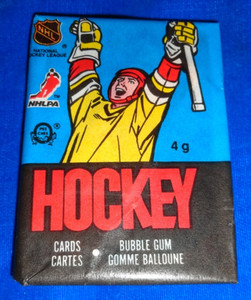 NHL
NATIONAL
HOCKEY LEAGUE
NHLPA
4 g
HOCKEY
CARDS
CARTES
BUBBLE GUM
GOMME BALLOUNE